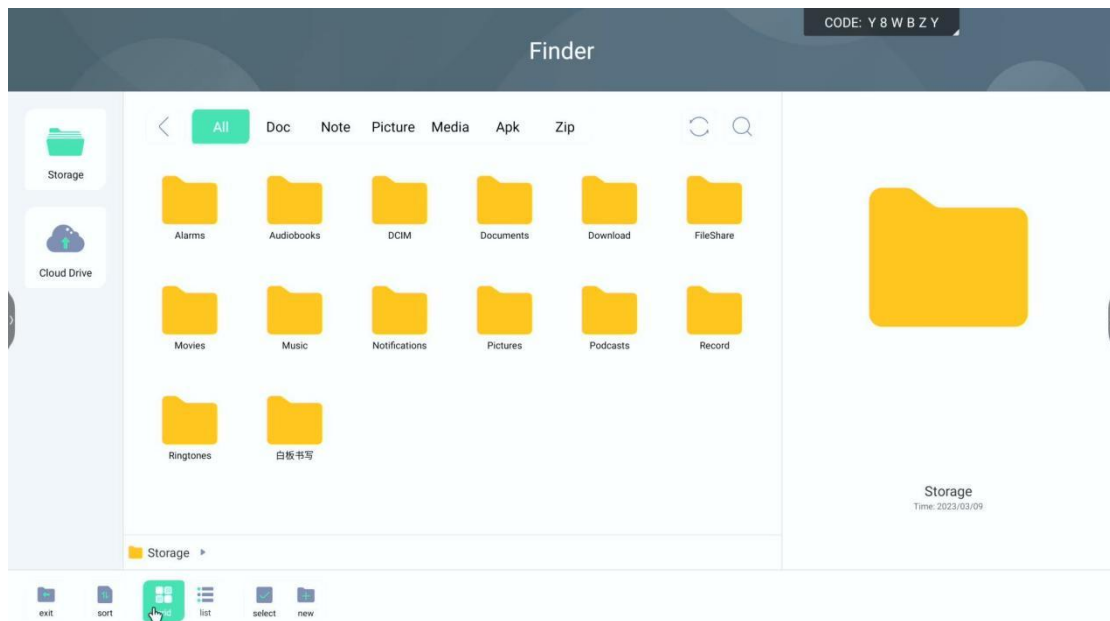 CODE: Y 8 W B Z Y
Finder
All Doc Note Picture Media Apk Zip
Storage
Cloud Drive
Alarms Audiobooks DCIM Documents Download FileShare
Movies Music Notifications Pictures Podcasts Record
Ringtones 白板书写
Storage
Time: 2023/03/09
Storage
exit sort list select new